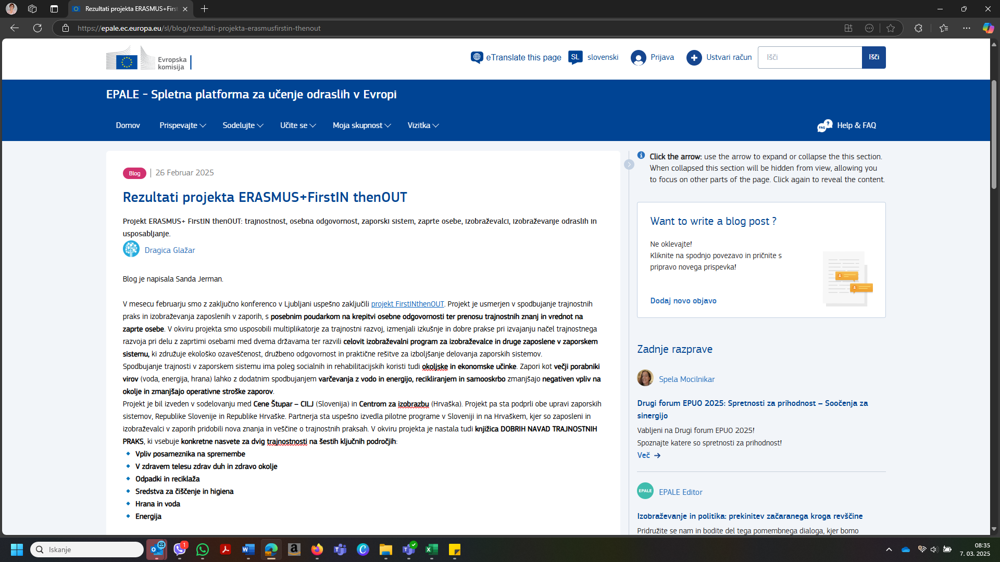 Rezultati projekta ERASMUS+First
https://epale.ec.europa.eu/sl/blog/rezultati-projekta-erasmusfirstin-thenout
Evropska
komisija
eTranslate this page
SL slovenski
Prijava
Ustvari račun
Išči
Išči
EPALE - Spletna platforma za učenje odraslih v Evropi
Domov
Prispevajte
Sodelujte
Učite se
Moja skupnost
Vizitka
FAQ ?
Help & FAQ
Blog
26 Februar 2025
Rezultati projekta ERASMUS+FirstIN thenOUT
Projekt ERASMUS+ FirstIN thenOUT: trajnostnost, osebna odgovornost, zaporski sistem, zaprte osebe, izobraževalci, izobraževanje odraslih in
usposabljanje.
Dragica Glažar
Blog je napisala Sanda Jerman.
V mesecu februarju smo z zaključno konferenco v Ljubljani uspešno zaključili projekt FirstINthenOUT. Projekt je usmerjen v spodbujanje trajnostnih
praks in izobraževanja zaposlenih v zaporih, s posebnim poudarkom na krepitvi osebne odgovornosti ter prenosu trajnostnih znanj in vrednot na
zaprte osebe. V okviru projekta smo usposobili multiplikatorje za trajnostni razvoj, izmenjali izkušnje in dobre prakse pri izvajanju načel trajnostnega
razvoja pri delu z zaprtimi osebami med dvema državama ter razvili celovit izobraževalni program za izobraževalce in druge zaposlene v zaporskem
sistemu, ki združuje ekološko ozaveščenost, družbeno odgovornost in praktične rešitve za izboljšanje delovanja zaporskih sistemov.
Spodbujanje trajnosti v zaporskem sistemu ima poleg socialnih in rehabilitacijskih koristi tudi okoljske in ekonomske učinke. Zapori kot večji porabniki
virov (voda, energija, hrana) lahko z dodatnim spodbujanjem varčevanja z vodo in energijo, recikliranjem in samooskrbo zmanjšajo negativen vpliv na
okolje in zmanjšajo operativne stroške zaporov.
Projekt je bil izveden v sodelovanju med Cene Štupar – CILJ (Slovenija) in Centrom za izobrazbu (Hrvaška). Projekt pa sta podprli obe upravi zaporskih
sistemov, Republike Slovenije in Republike Hrvaške. Partnerja sta uspešno izvedla pilotne programe v Sloveniji in na Hrvaškem, kjer so zaposleni in
izobraževalci v zaporih pridobili nova znanja in veščine o trajnostnih praksah. V okviru projekta je nastala tudi knjižica DOBRIH NAVAD TRAJNOSTNIH
PRAKS, ki vsebuje konkretne nasvete za dvig trajnostnosti na šestih ključnih področjih:
Vpliv posameznika na spremembe
V zdravem telesu zdrav duh in zdravo okolje
Odpadki in reciklaža
Sredstva za čiščenje in higiena
Hrana in voda
Energija
Click the arrow: use the arrow to expand or collapse the this section.
When collapsed this section will be hidden from view, allowing you
to focus on other parts of the page. Click again to reveal the content.
Want to write a blog post ?
Ne oklevajte!
Kliknite na spodnjo povezavo in pričnite s
pripravo novega prispevka!
Dodaj novo objavo
Zadnje razprave
Spela Mocilnikar
Drugi forum EPUO 2025: Spretnosti za prihodnost – Soočenja za
sinergijo
Vabljeni na Drugi forum EPUO 2025!
Spoznajte katere so spretnosti za prihodnost!
Več
EPALE
EPALE Editor
Izobraževanje in politika: prekinitev začaranega kroga revščine
Pridružite se nam in bodite del tega pomembnega dialoga, kjer bomo
Iskanje
1
08:35
7. 03. 2025